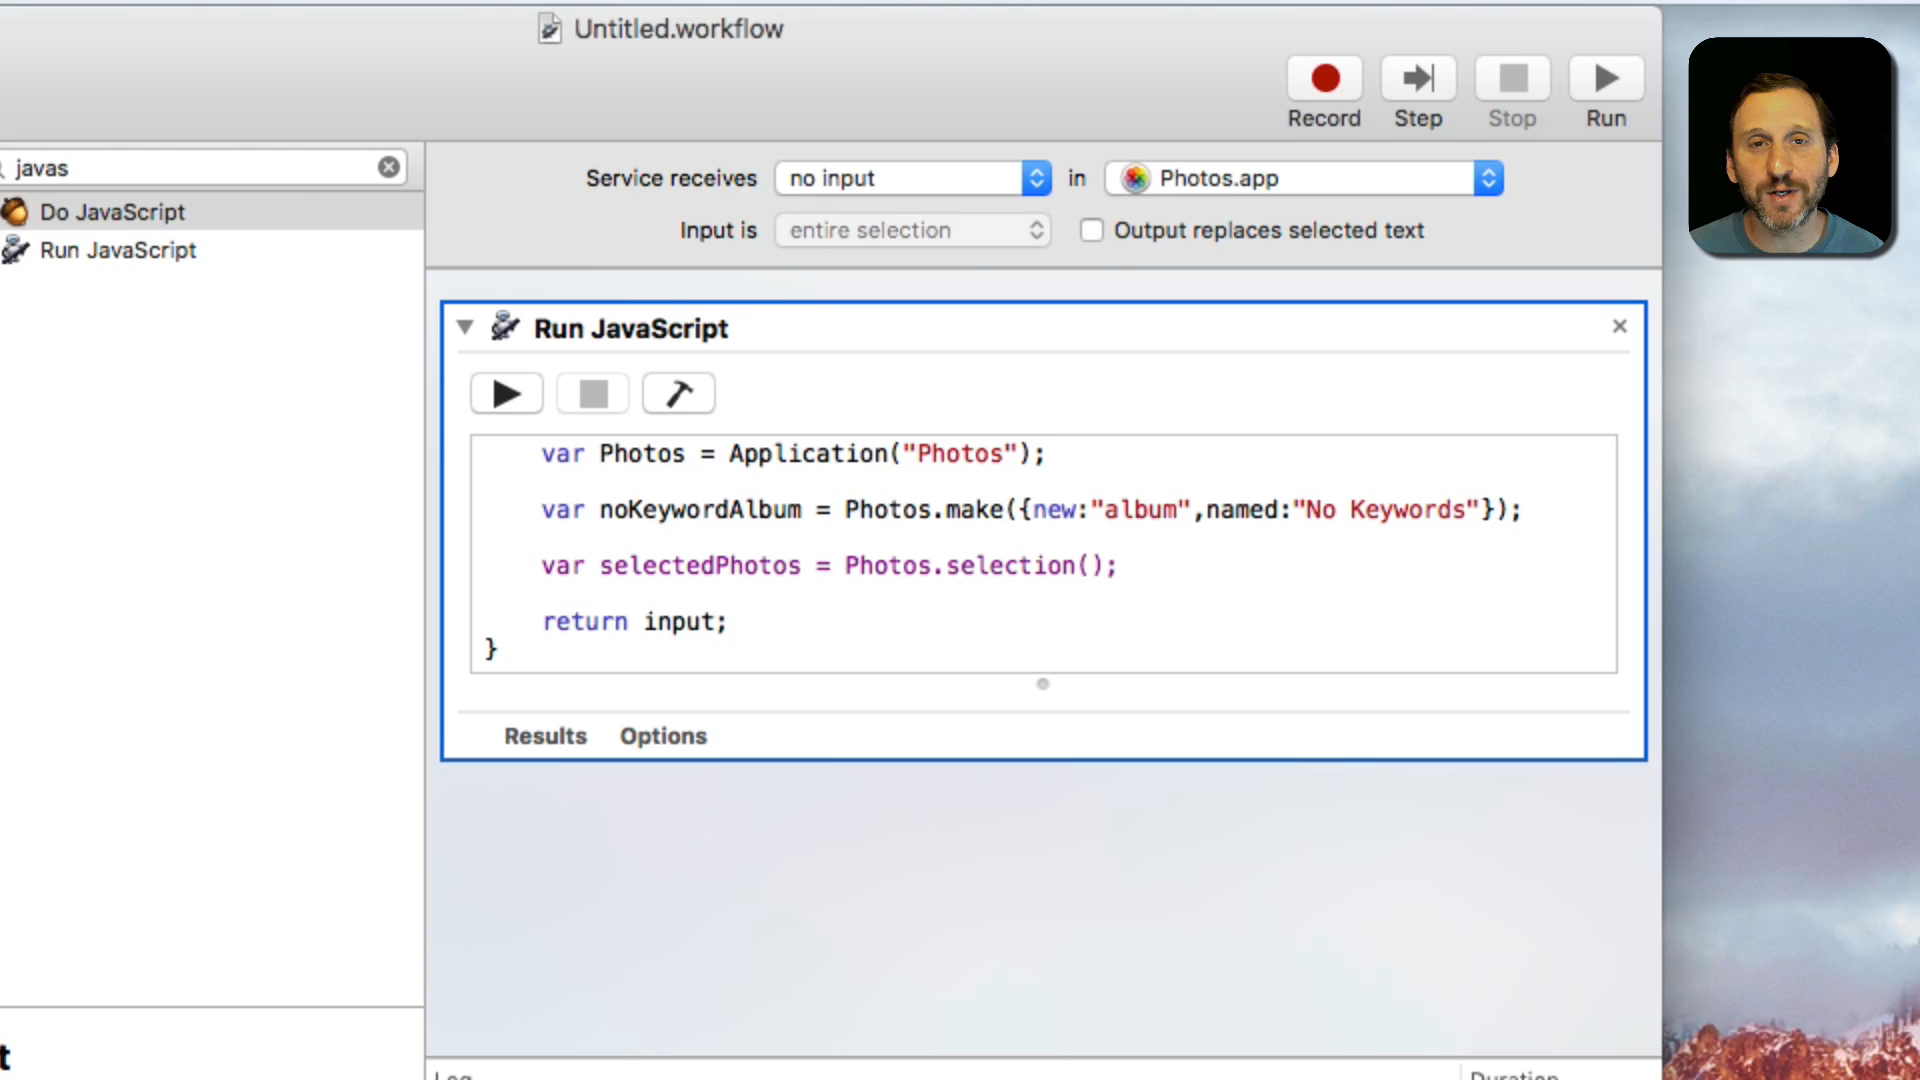 Untitled.workflow
Record Step Stop Run
javas
Do JavaScript
Run JavaScript
Service receives no input in Photos.app
Input is entire selection Output replaces selected text
Run JavaScript
var Photos = Application("Photos");
var noKeywordAlbum = Photos.make({new:"album",named:"No Keywords"});
var selectedPhotos = Photos.selection();
return input;
}
Results Options
t
Log Duration